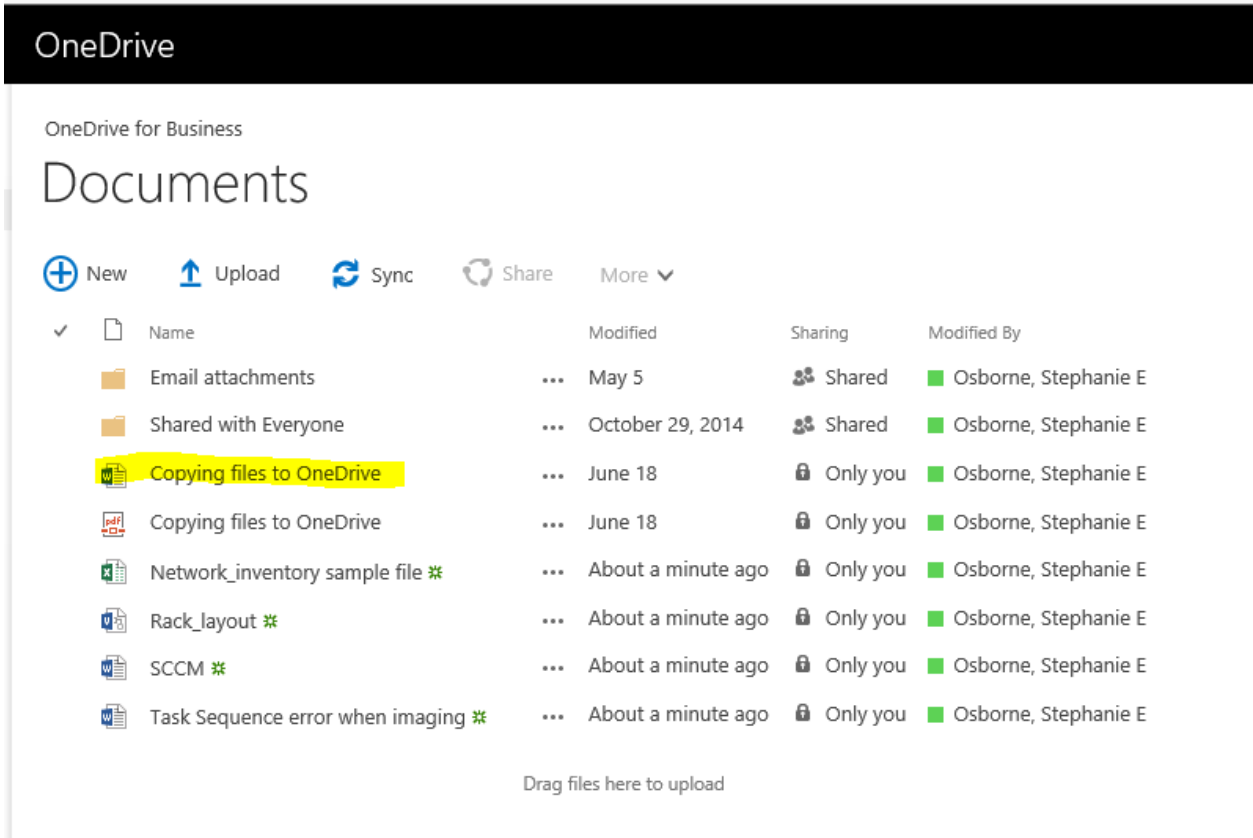 OneDrive
OneDrive for Business
Documents
New Upload Sync Share More
Name Modified Sharing Modified By
Email attachments ... May 5 Shared Osborne, Stephanie E
Shared with Everyone ... October 29, 2014 Shared Osborne, Stephanie E
Copying files to OneDrive ... June 18 Only you Osborne, Stephanie E
pdf Copying files to OneDrive ... June 18 Only you Osborne, Stephanie E
Network_inventory sample file ... About a minute ago Only you Osborne, Stephanie E
Rack_layout ... About a minute ago Only you Osborne, Stephanie E
SCCM ... About a minute ago Only you Osborne, Stephanie E
Task Sequence error when imaging ... About a minute ago Only you Osborne, Stephanie E
Drag files here to upload